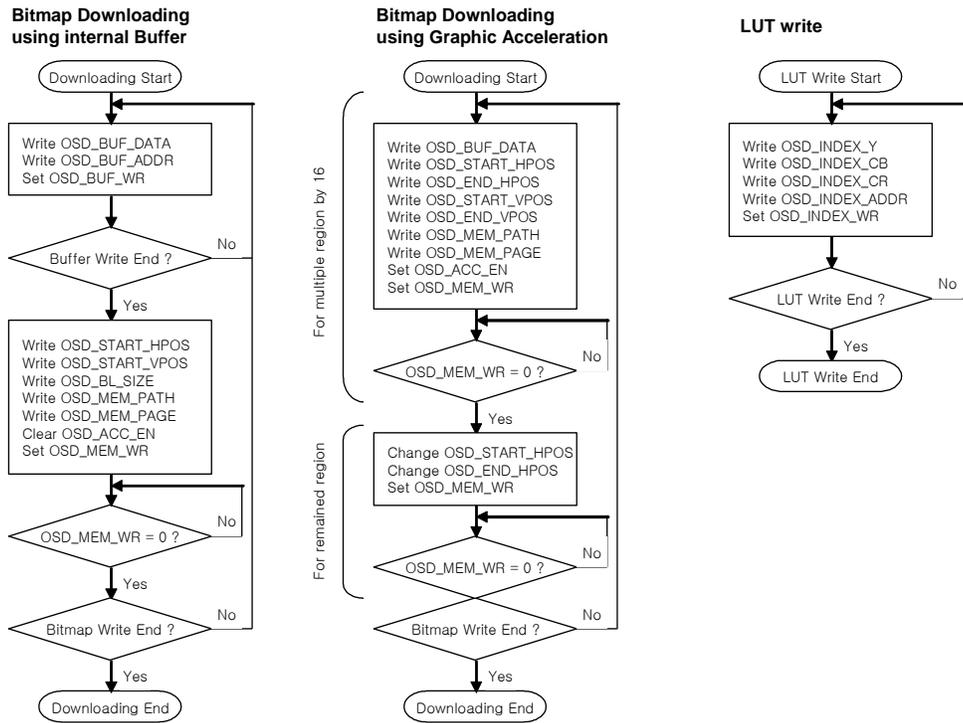 Bitmap Downloading
using internal Buffer
Downloading Start
Write OSD_BUF_DATA
Write OSD_BUF_ADDR
Set OSD_BUF_WR
Buffer Write End ?
No
Yes
Write OSD_START_HPOS
Write OSD_START_VPOS
Write OSD_BL_SIZE
Write OSD_MEM_PATH
Write OSD_MEM_PAGE
Clear OSD_ACC_EN
Set OSD_MEM_WR
OSD_MEM_WR = 0 ?
No
Yes
Bitmap Write End ?
No
Yes
Downloading End
Bitmap Downloading
using Graphic Acceleration
Downloading Start
For multiple region by 16
Write OSD_BUF_DATA
Write OSD_START_HPOS
Write OSD_END_HPOS
Write OSD_START_VPOS
Write OSD_END_VPOS
Write OSD_MEM_PATH
Write OSD_MEM_PAGE
Set OSD_ACC_EN
Set OSD_MEM_WR
OSD_MEM_WR = 0 ?
No
Yes
For remained region
Change OSD_START_HPOS
Change OSD_END_HPOS
Set OSD_MEM_WR
OSD_MEM_WR = 0 ?
No
Bitmap Write End ?
No
Yes
Downloading End
LUT write
LUT Write Start
Write OSD_INDEX_Y
Write OSD_INDEX_CB
Write OSD_INDEX_CR
Write OSD_INDEX_ADDR
Set OSD_INDEX_WR
LUT Write End ?
No
Yes
LUT Write End